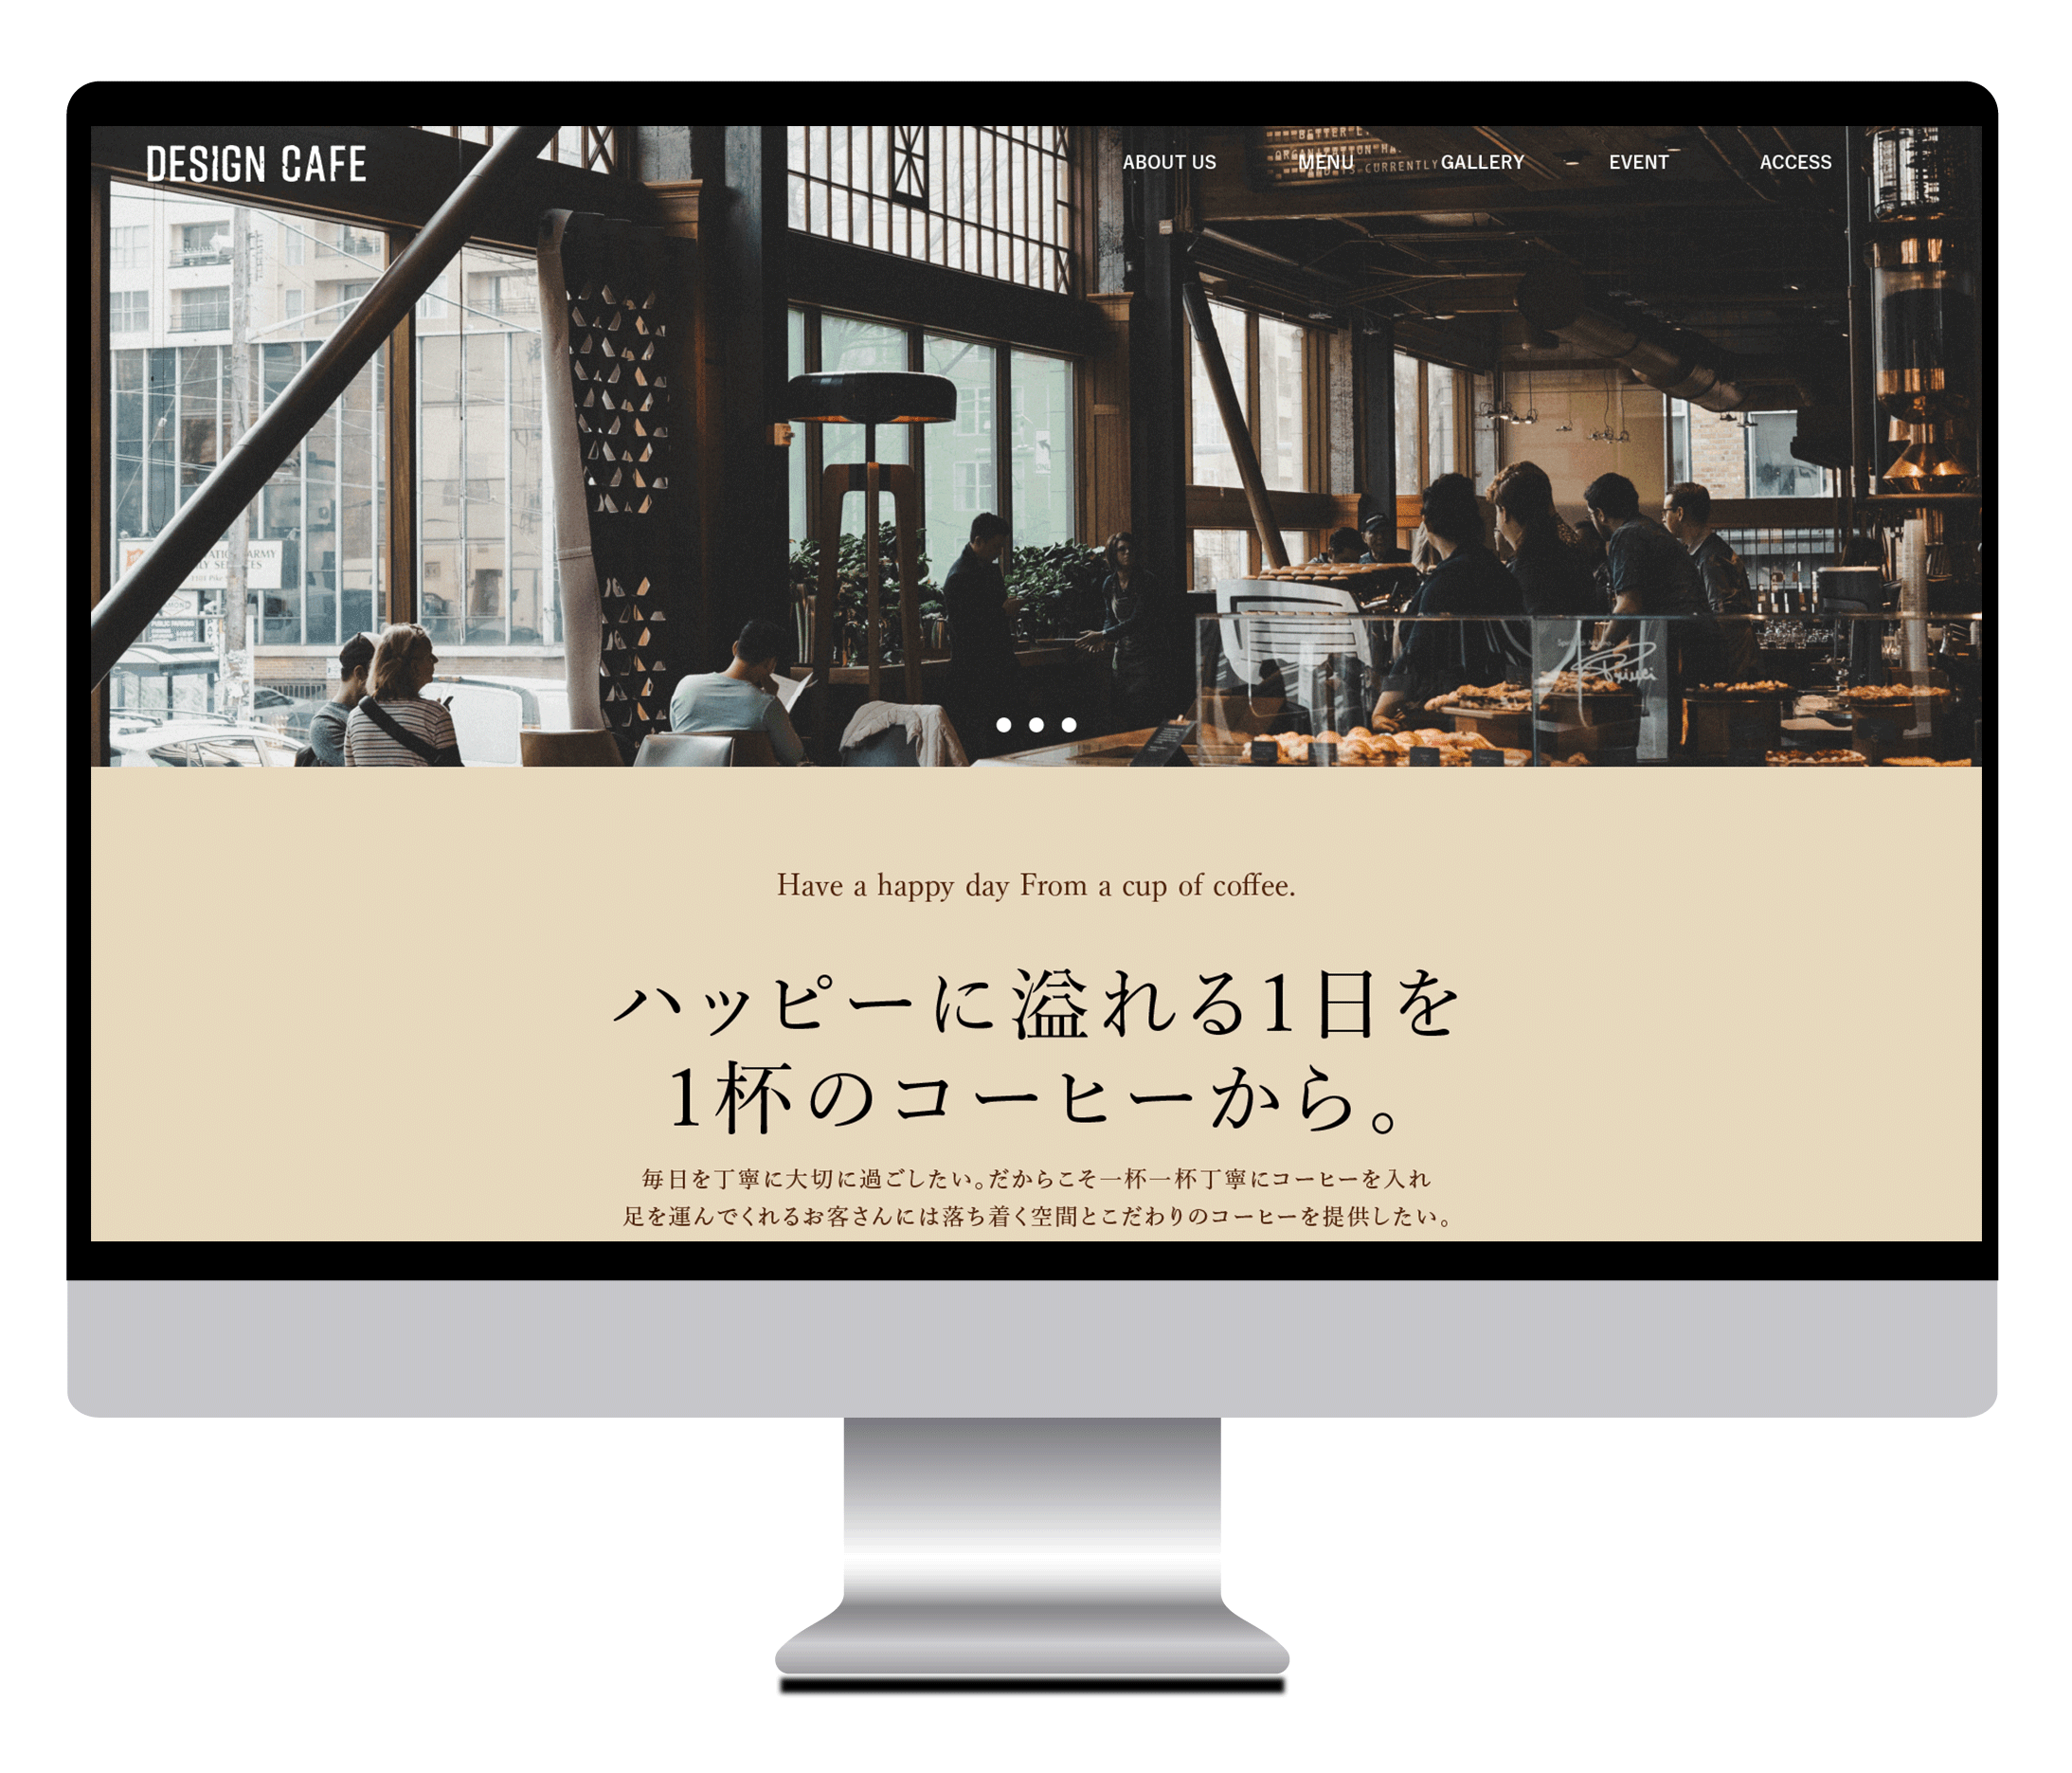 DESIGN CAFE
ABOUT US
MENU
GALLERY
EVENT
ACCESS
CURRENTLY
Have a happy day From a cup of coffee.
ハッピーに溢れる1日を
1杯のコーヒーから。
毎日を丁寧に大切に過ごしたい。だからこそ一杯一杯丁寧にコーヒーを入れ
足を運んでくれるお客さんには落ち着く空間とこだわりのコーヒーを提供したい。